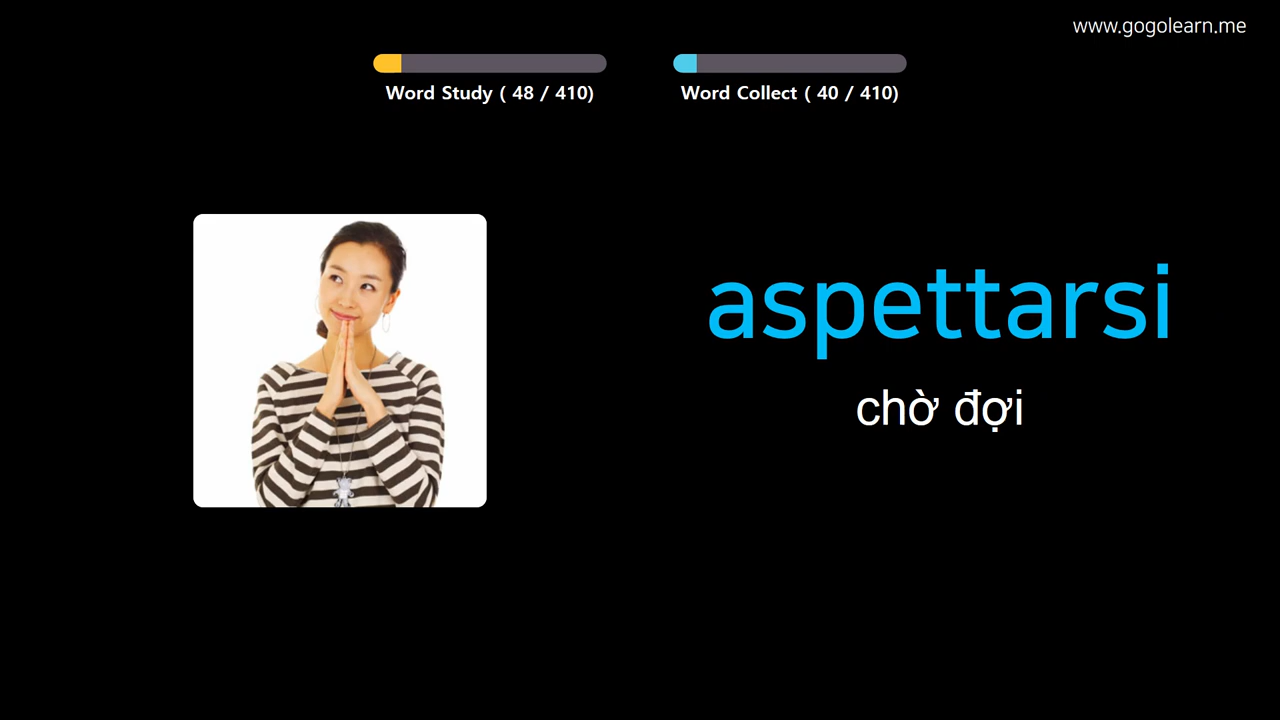 www.gogolearn.me
Word Study ( 48 / 410)
Word Collect ( 40 / 410)
aspettarsi
chờ đợi